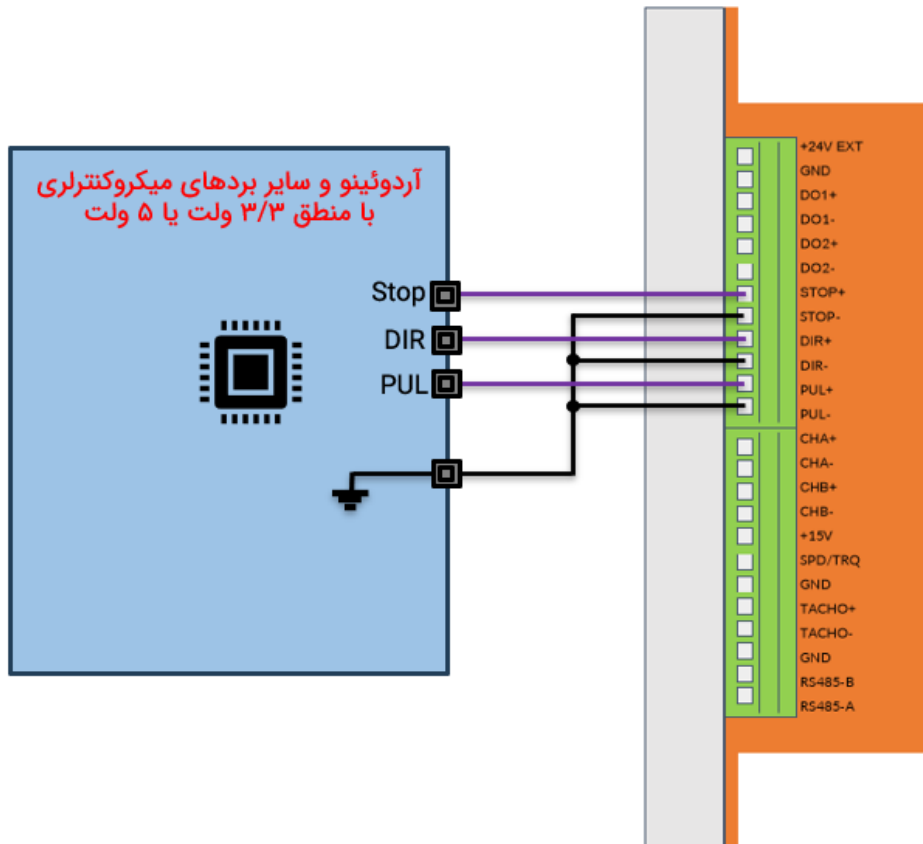 آردوئینو و سایر بردهای میکروکنترلری
با منطق ۳/۳ ولت یا ۵ ولت
Stop
DIR
PUL
+24V EXT
GND
DO1+
DO1-
DO2+
DO2-
STOP+
STOP-
DIR+
DIR-
PUL+
PUL-
CHA+
CHA-
CHB+
CHB-
+15V
SPD/TRQ
GND
TACHO+
TACHO-
GND
RS485-B
RS485-A